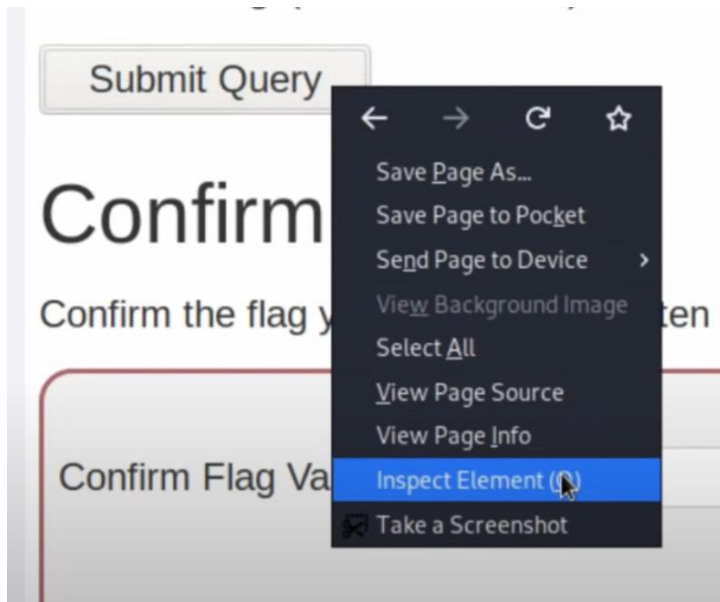 Submit Query
Save Page As...
Confirm
Save Page to Pocket
Send Page to Device
View Background Image
Confirm the flag y
ten
Select All
View Page Source
View Page Info
Confirm Flag Va
Inspect Element (Q)
Take a Screenshot